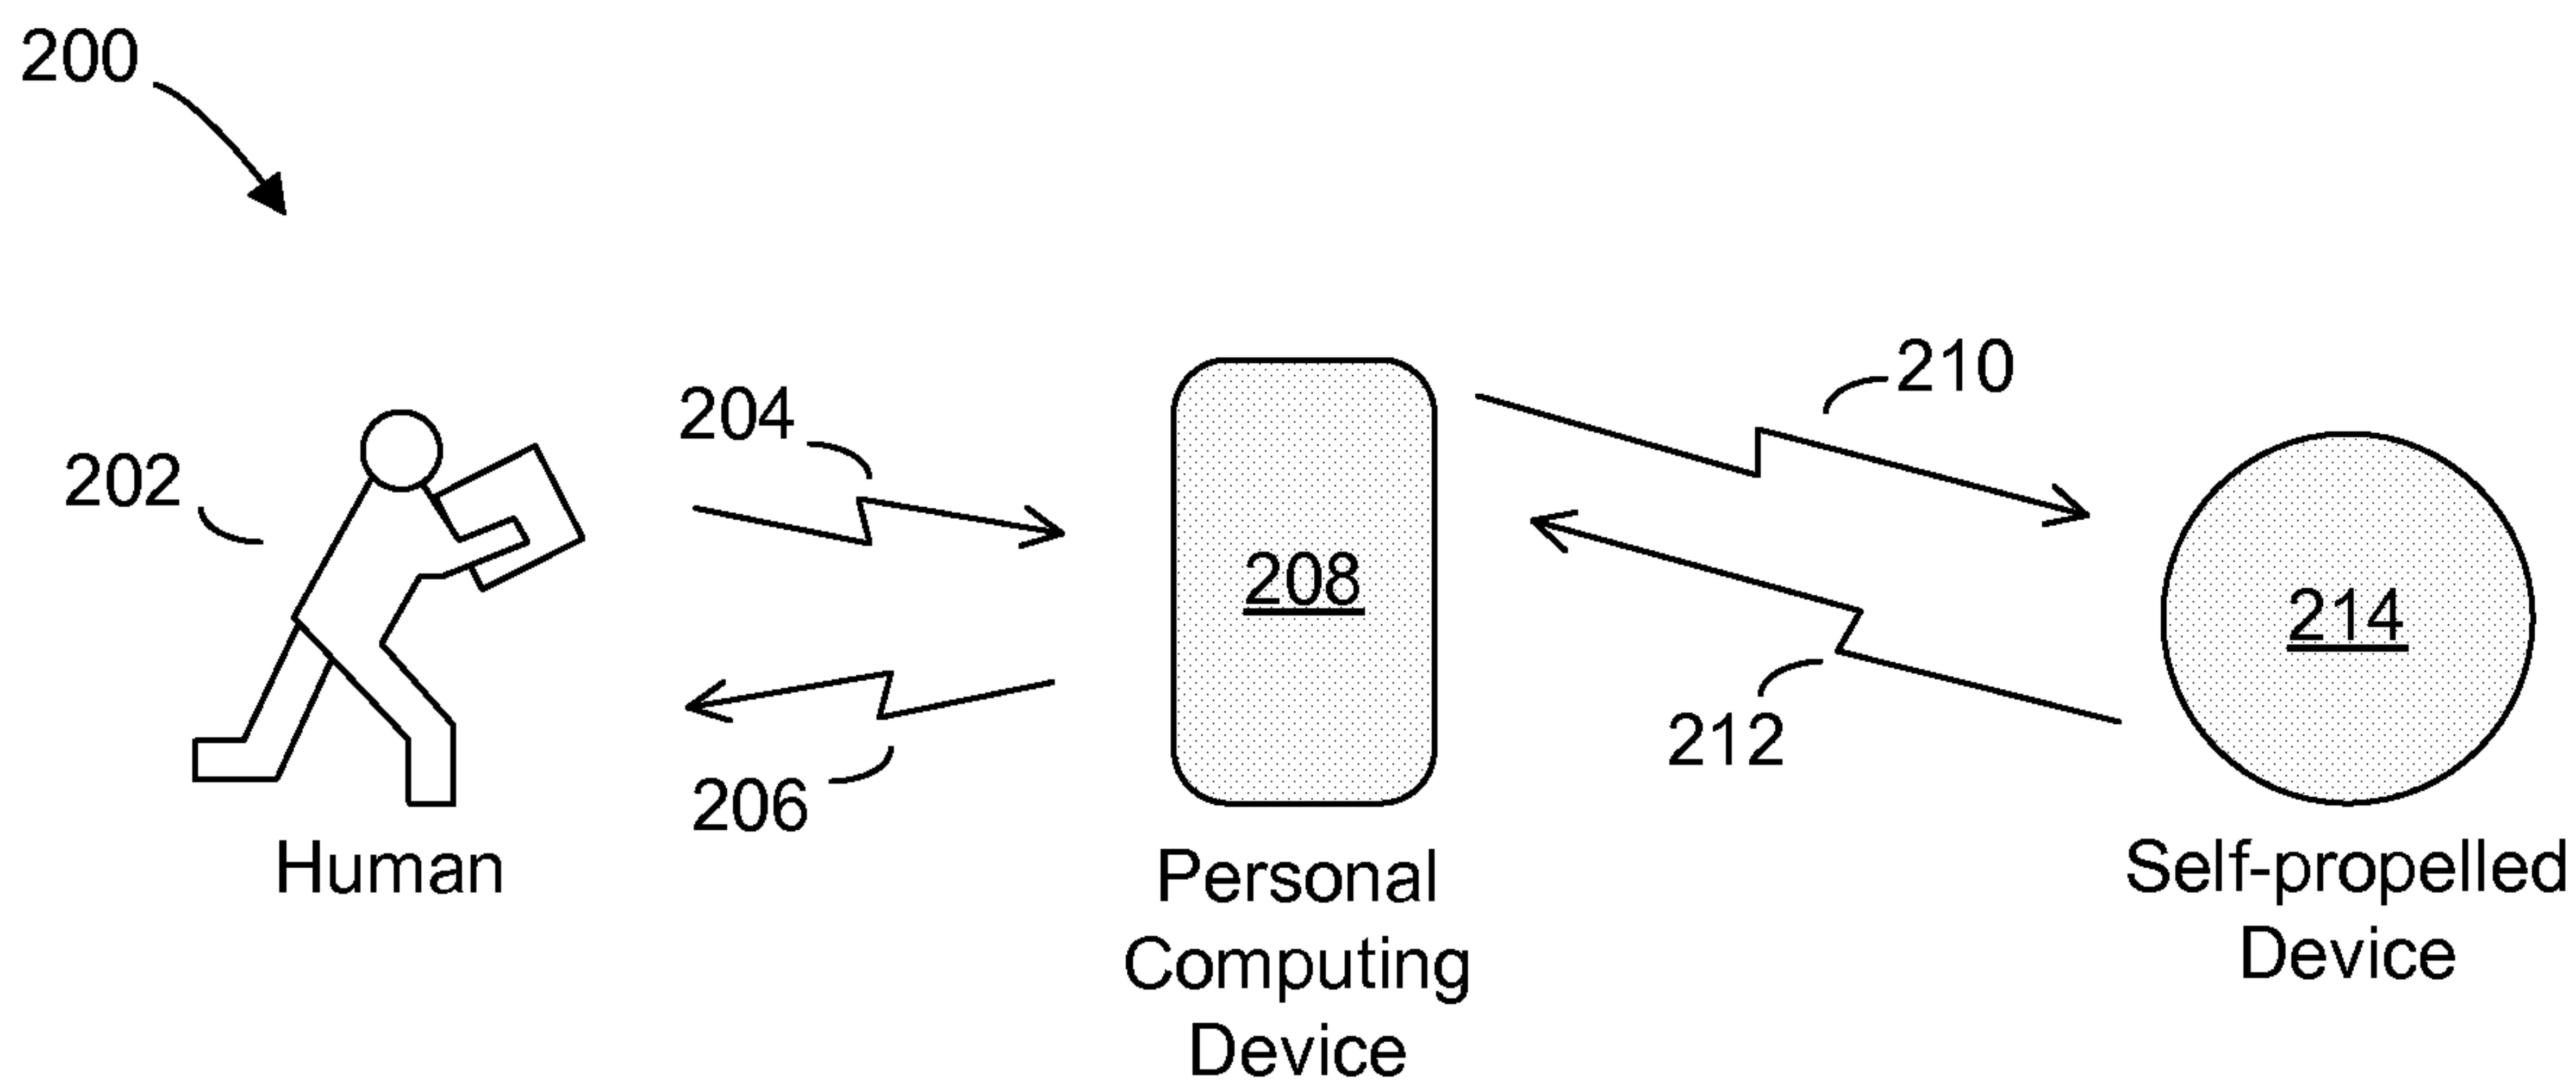 200
210
204
202
208
214
212
206
Human
Personal
Computing
Device
Self-propelled
Device